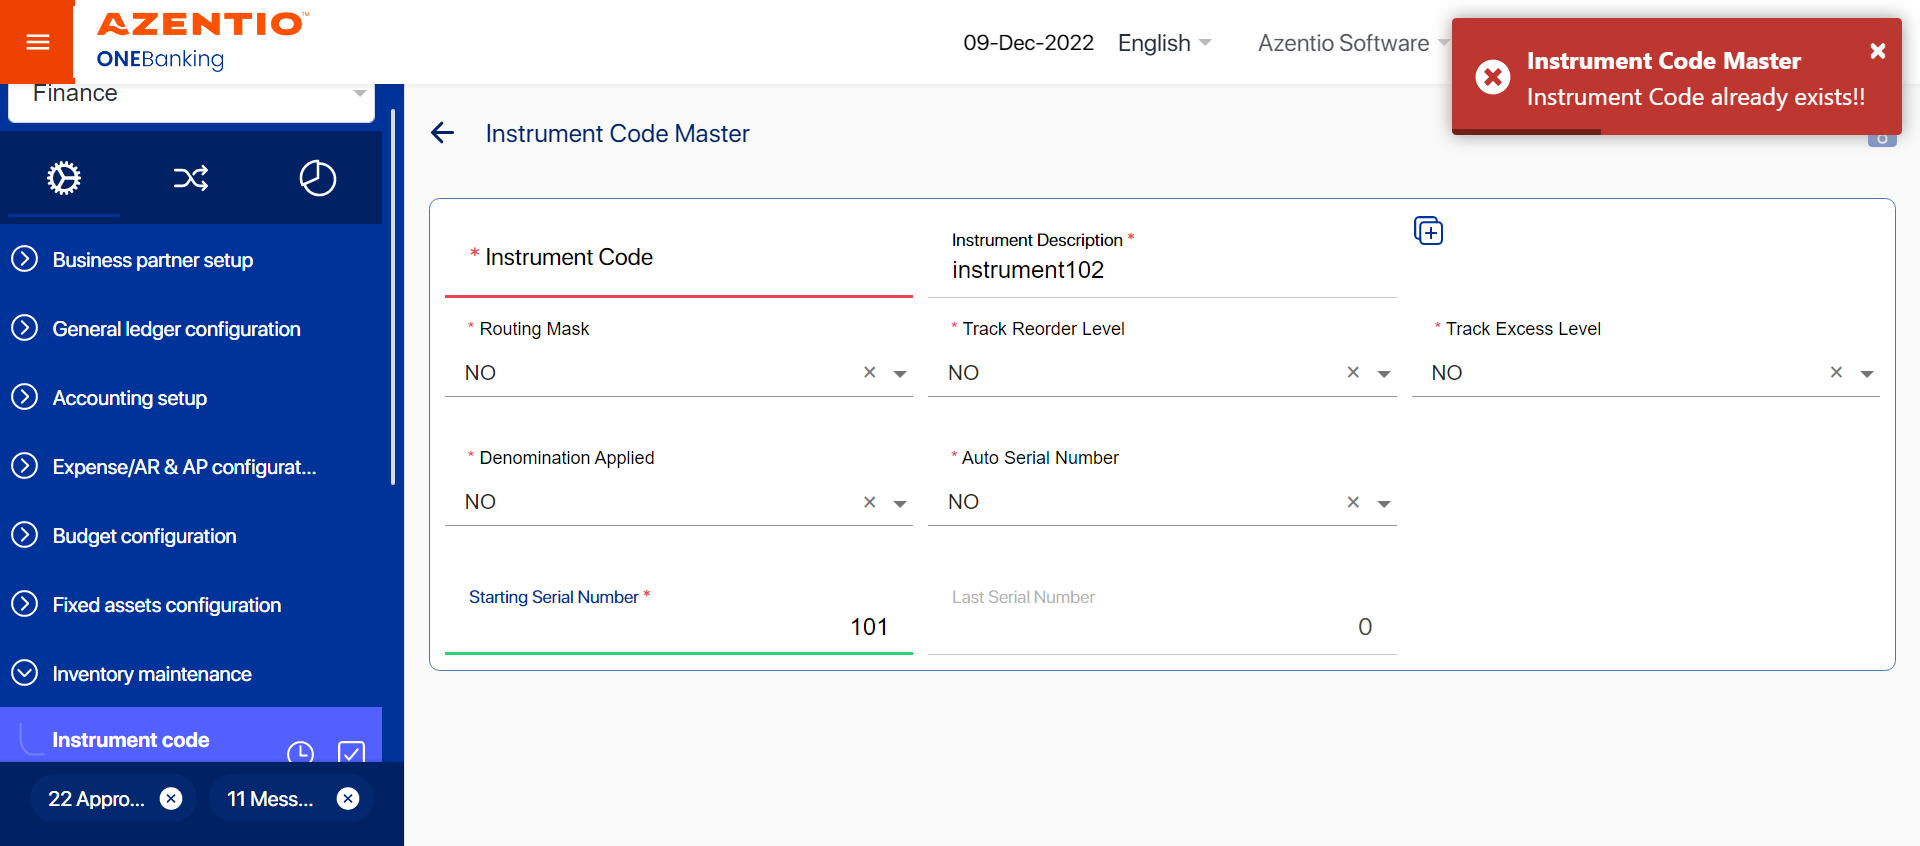 AZENTIO™
ONEBanking
09-Dec-2022
English
Azentio Software
Instrument Code Master
Instrument Code already exists!!
Finance
Business partner setup
General ledger configuration
Accounting setup
Expense/AR & AP configurat...
Budget configuration
Fixed assets configuration
Inventory maintenance
Instrument code
22 Appro...
11 Mess...
Instrument Code Master
* Instrument Code
Instrument Description *
instrument102
* Routing Mask
NO
* Track Reorder Level
NO
* Track Excess Level
NO
* Denomination Applied
NO
* Auto Serial Number
NO
Starting Serial Number *
101
Last Serial Number
0